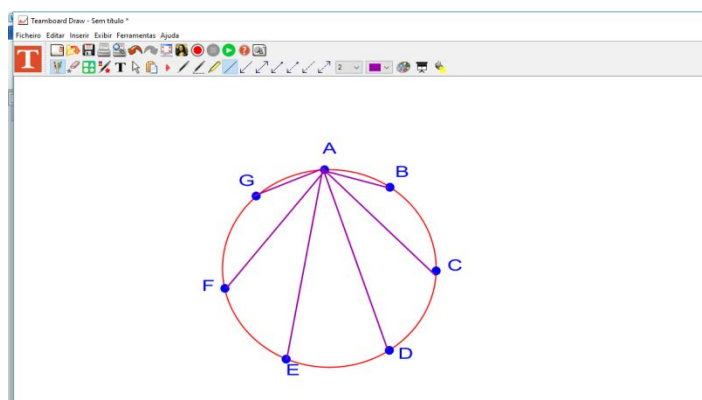 Teamboard Draw - Sem título *
Ficheiro Editar Inserir Exibir Ferramentas Ajuda
T
T
2
A
G
B
F
C
E
D